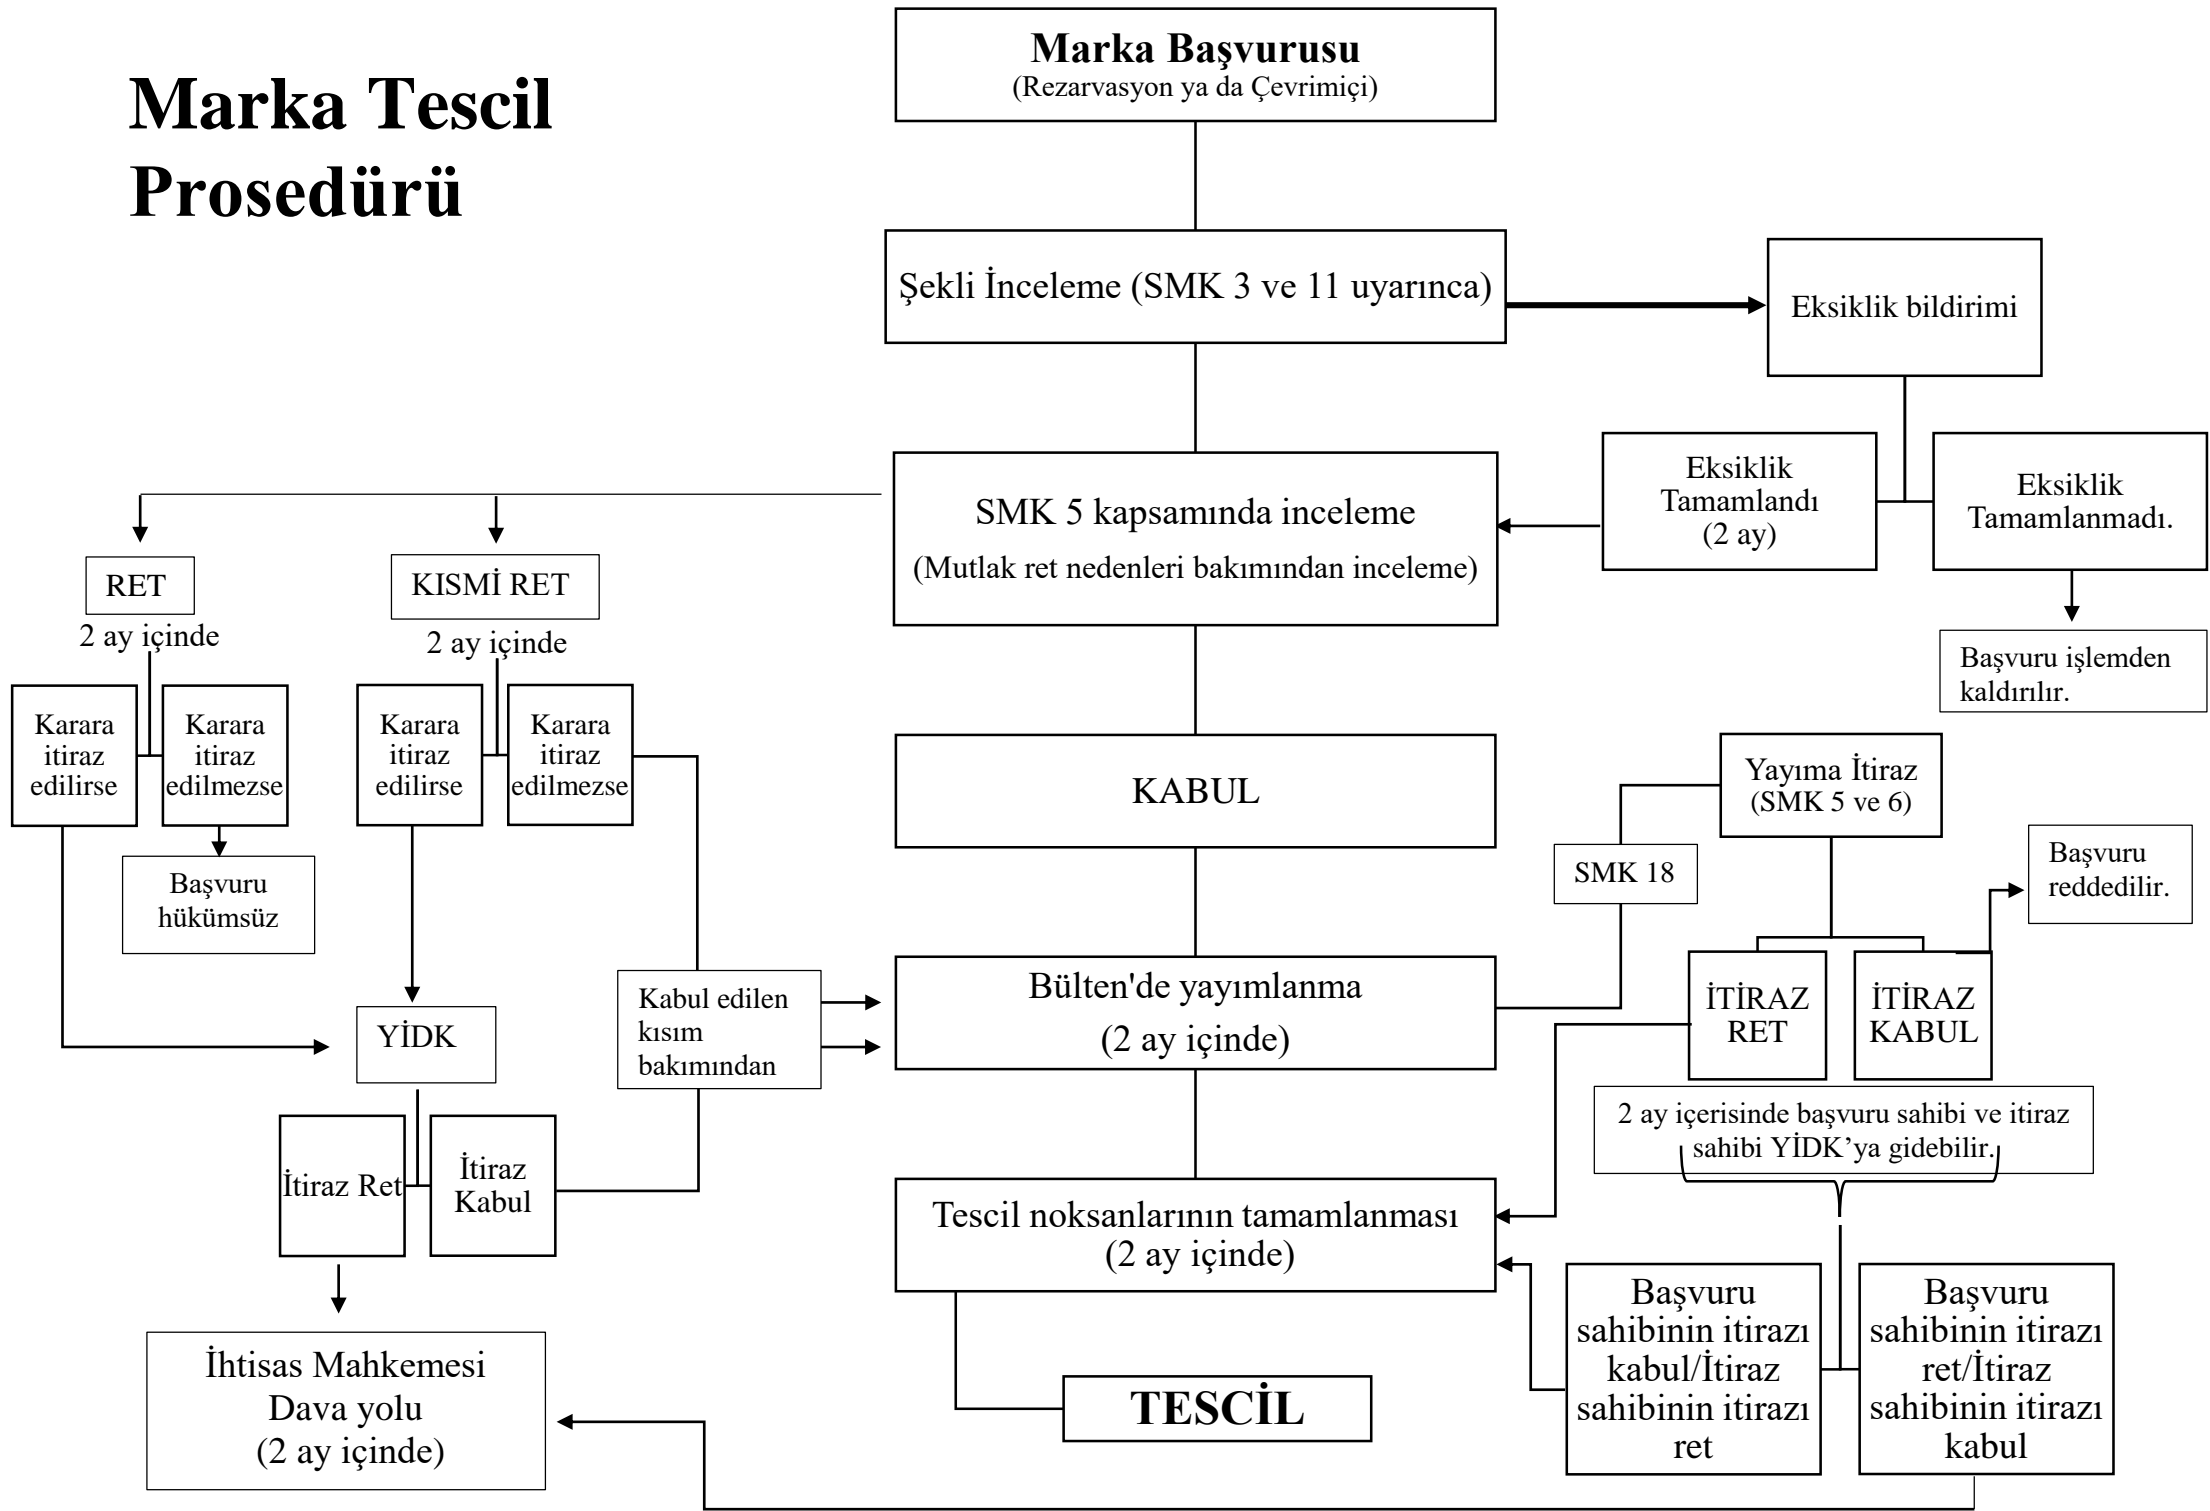 Marka Tescil
Prosedürü
Marka Başvurusu
(Rezarvasyon ya da Çevrimiçi)
Şekli İnceleme (SMK 3 ve 11 uyarınca)
Eksiklik bildirimi
Eksiklik
Tamamlandı
(2 ay)
Eksiklik
Tamamlanmadı.
Başvuru işlemden
kaldırılır.
SMK 5 kapsamında inceleme
(Mutlak ret nedenleri bakımından inceleme)
RET
2 ay içinde
Karara
itiraz
edilirse
Karara
itiraz
edilmezse
Başvuru
hükümsüz
KISMİ RET
2 ay içinde
Karara
itiraz
edilirse
Karara
itiraz
edilmezse
KABUL
Yayıma İtiraz
(SMK 5 ve 6)
SMK 18
Başvuru
reddedilir.
Kabul edilen
kısım
bakımından
Bülten'de yayımlanma
(2 ay içinde)
İTİRAZ
RET
İTİRAZ
KABUL
YİDK
İtiraz Ret
İtiraz
Kabul
2 ay içerisinde başvuru sahibi ve itiraz
sahibi YİDK’ya gidebilir.
Tescil noksanlarının tamamlanması
(2 ay içinde)
Başvuru
sahibinin itirazı
kabul/İtiraz
sahibinin itirazı
ret
Başvuru
sahibinin itirazı
ret/İtiraz
sahibinin itirazı
kabul
İhtisas Mahkemesi
Dava yolu
(2 ay içinde)
TESCİL